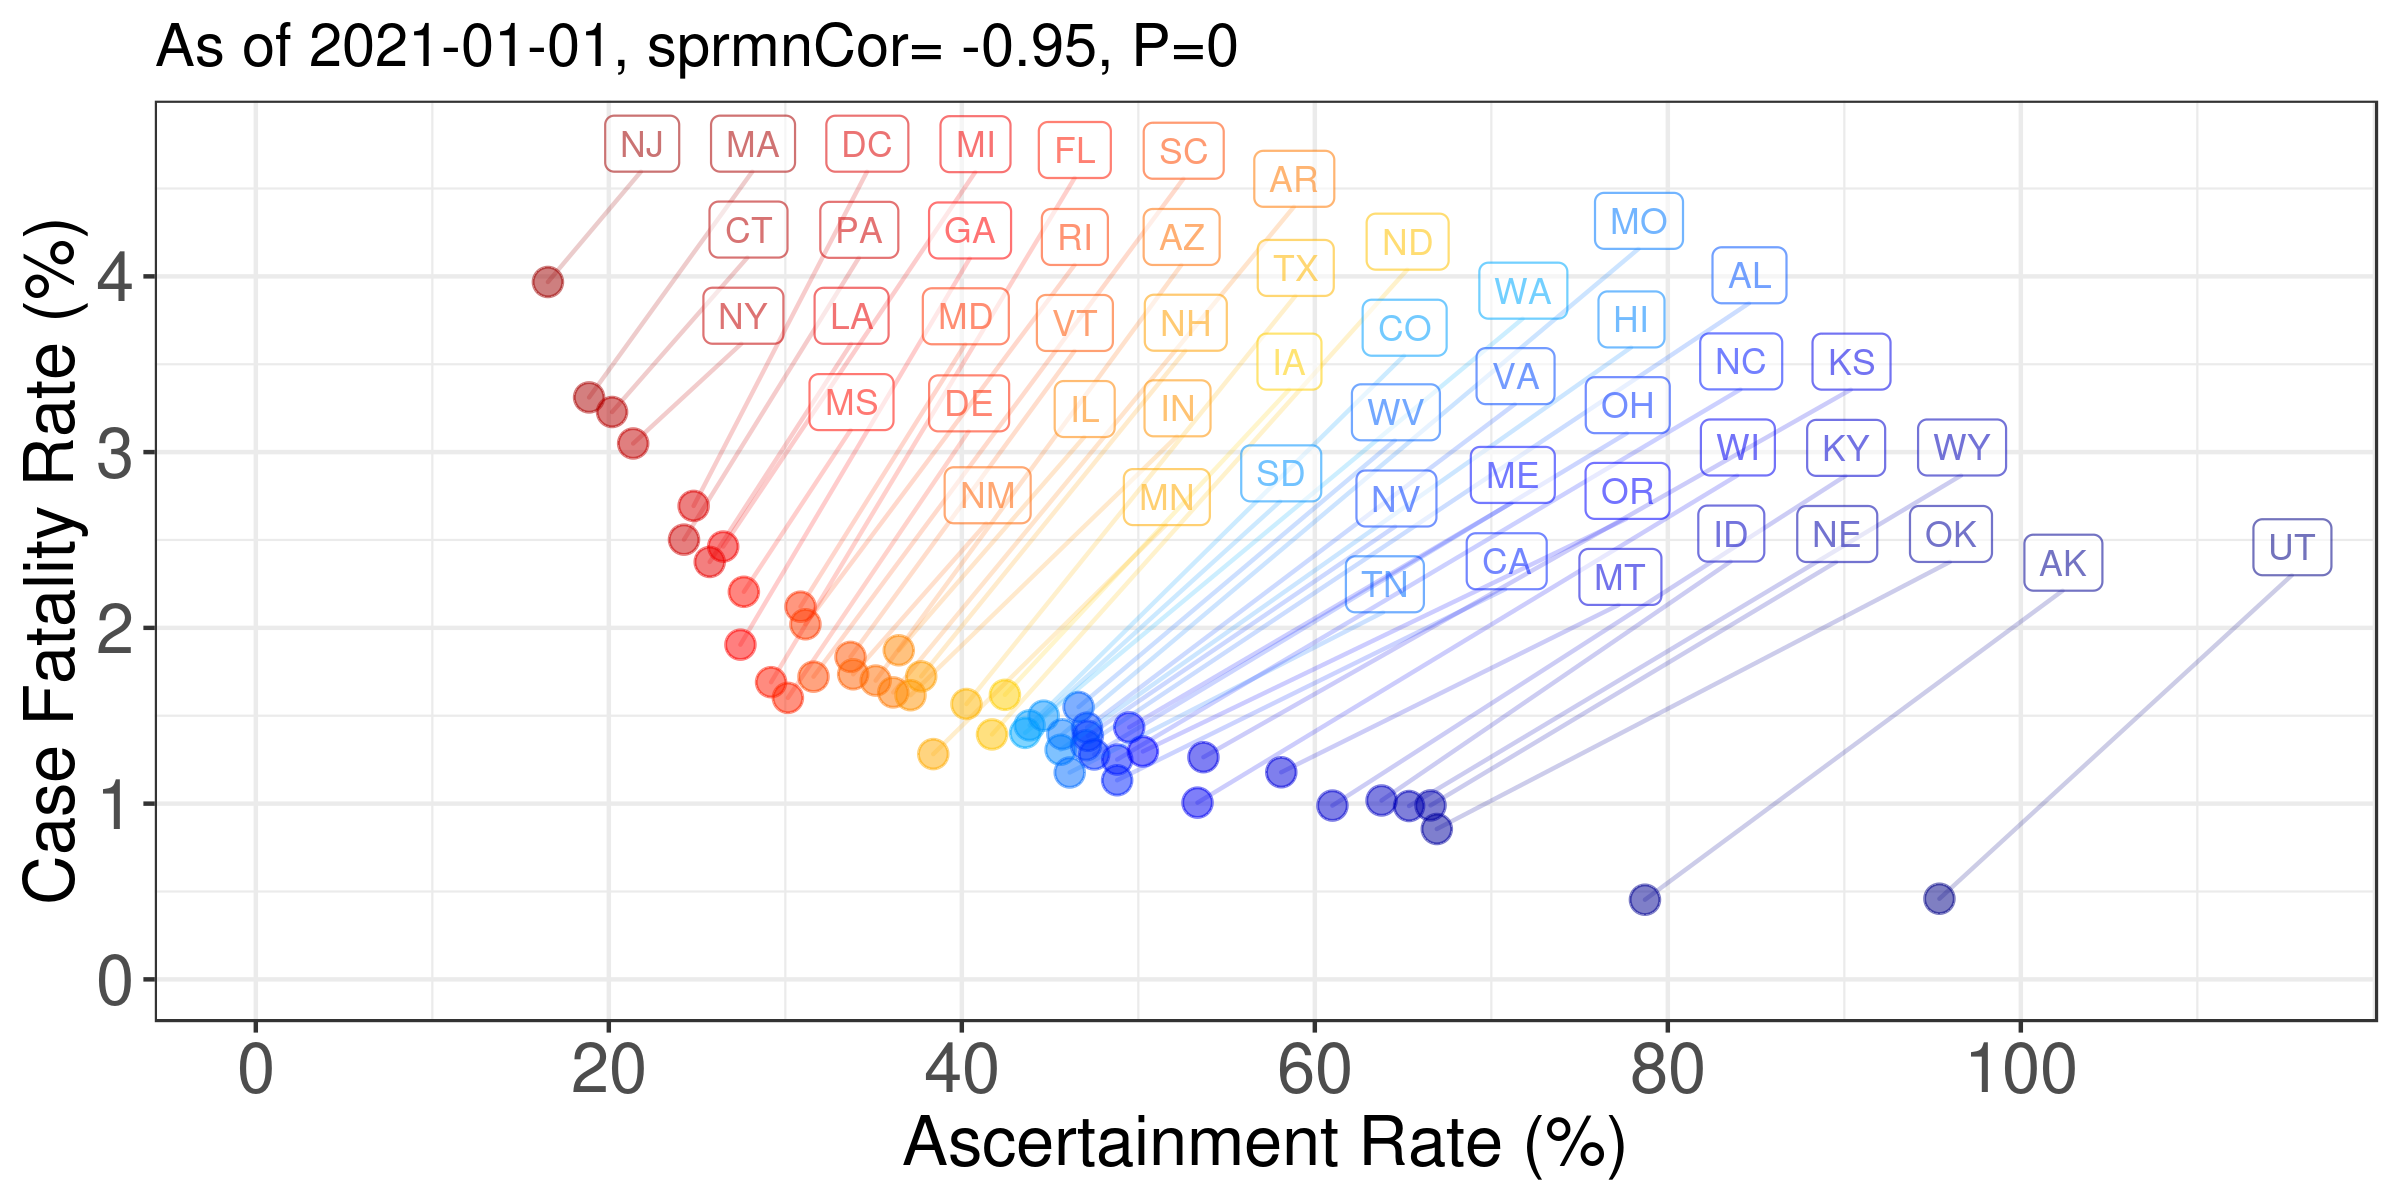 As of 2021-01-01, sprmnCor= -0.95, P=0
NJ MA DC MI FL SC AR
CT PA GA RI AZ TX ND MO
NY LA MD VT NH IA CO WA HI AL
MS DE IL IN WV VA OH NC KS
NM MN SD NV ME OR WI KY WY
TN CA MT ID NE OK AK UT
Case Fatality Rate (%)
4
3
2
1
0
0 20 40 60 80 100
Ascertainment Rate (%)